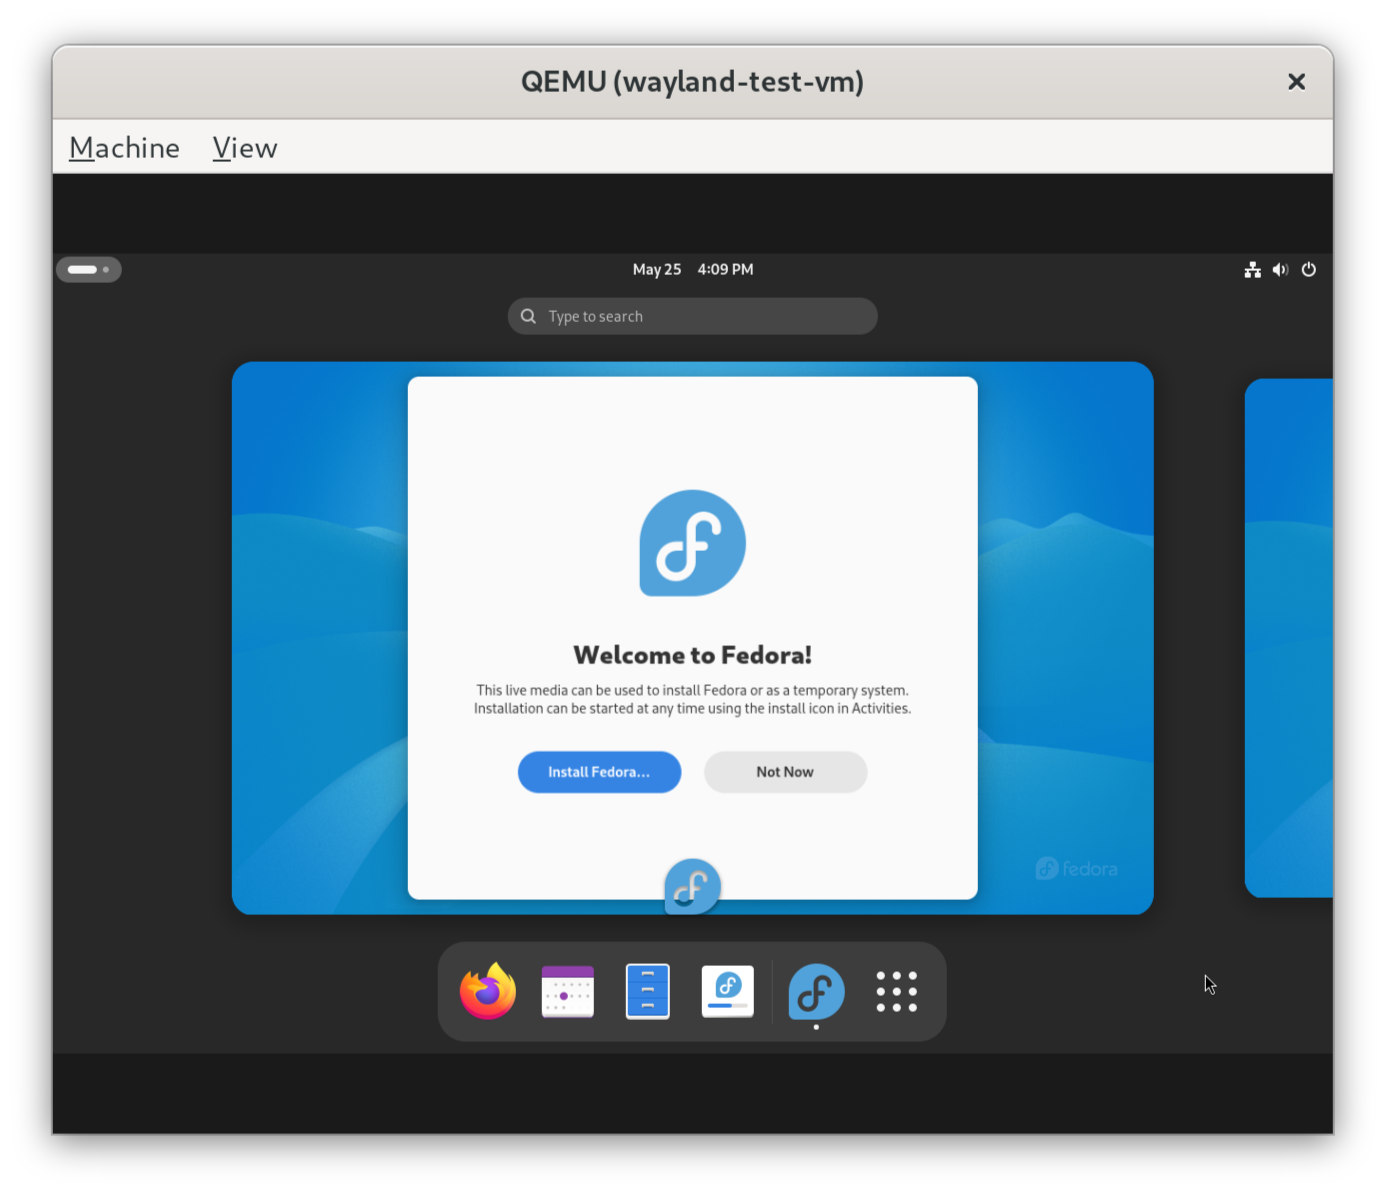 QEMU (wayland-test-vm)
Machine View
May 25 4:09 PM
Type to search
Welcome to Fedora!
This live media can be used to install Fedora or as a temporary system.
Installation can be started at any time using the install icon in Activities.
Install Fedora... Not Now
fedora